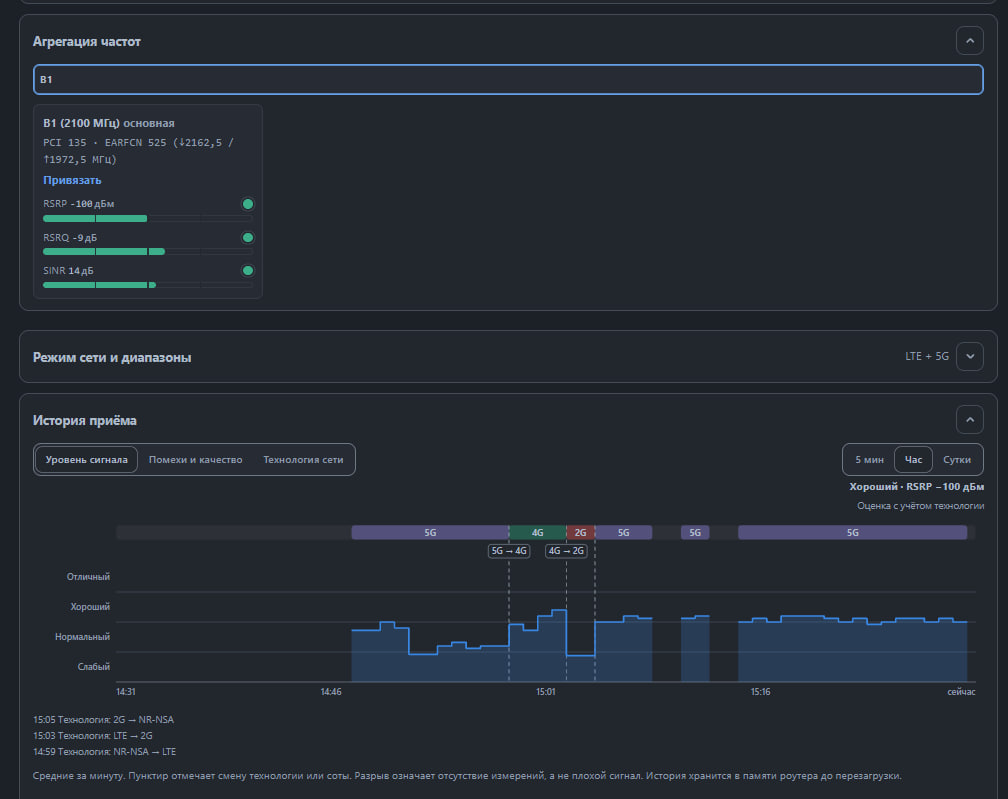 Агрегация частот
B1
B1 (2100 МГц) основная
PCI 135 · EARFCN 525 (↓2162,5 /
↑1972,5 МГц)
Привязать
RSRP -100 дБм
RSRQ -9 дБ
SINR 14 дБ
Режим сети и диапазоны
LTE + 5G
История приёма
Уровень сигнала Помехи и качество Технология сети
5 мин Час Сутки
Хороший · RSRP −100 дБм
Оценка с учётом технологии
5G 4G 2G 5G 5G 5G
5G → 4G 4G → 2G
Отличный
Хороший
Нормальный
Слабый
14:31 14:46 15:01 15:16 сейчас
15:05 Технология: 2G → NR-NSA
15:03 Технология: LTE → 2G
14:59 Технология: NR-NSA → LTE
Средние за минуту. Пунктир отмечает смену технологии или соты. Разрыв означает отсутствие измерений, а не плохой сигнал. История хранится в памяти роутера до перезагрузки.